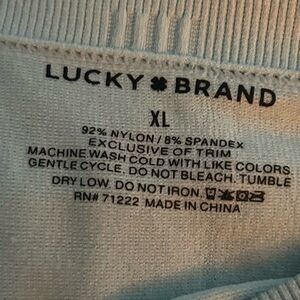 LUCKY BRAND
XL
92% NYLON / 8% SPANDEX
EXCLUSIVE OF TRIM
MACHINE WASH COLD WITH LIKE COLORS.
GENTLE CYCLE. DO NOT BLEACH. TUMBLE
DRY LOW. DO NOT IRON.
RN# 71222 MADE IN CHINA